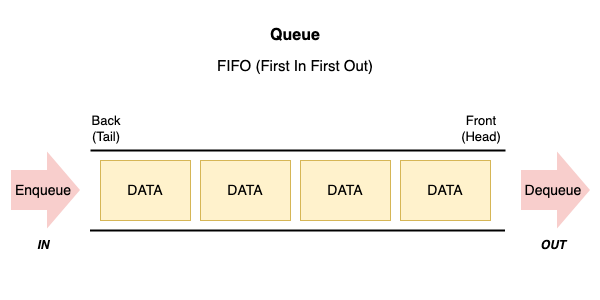 Queue
FIFO (First In First Out)
Back
(Tail)
Front
(Head)
Enqueue
DATA
DATA
DATA
DATA
Dequeue
IN
OUT